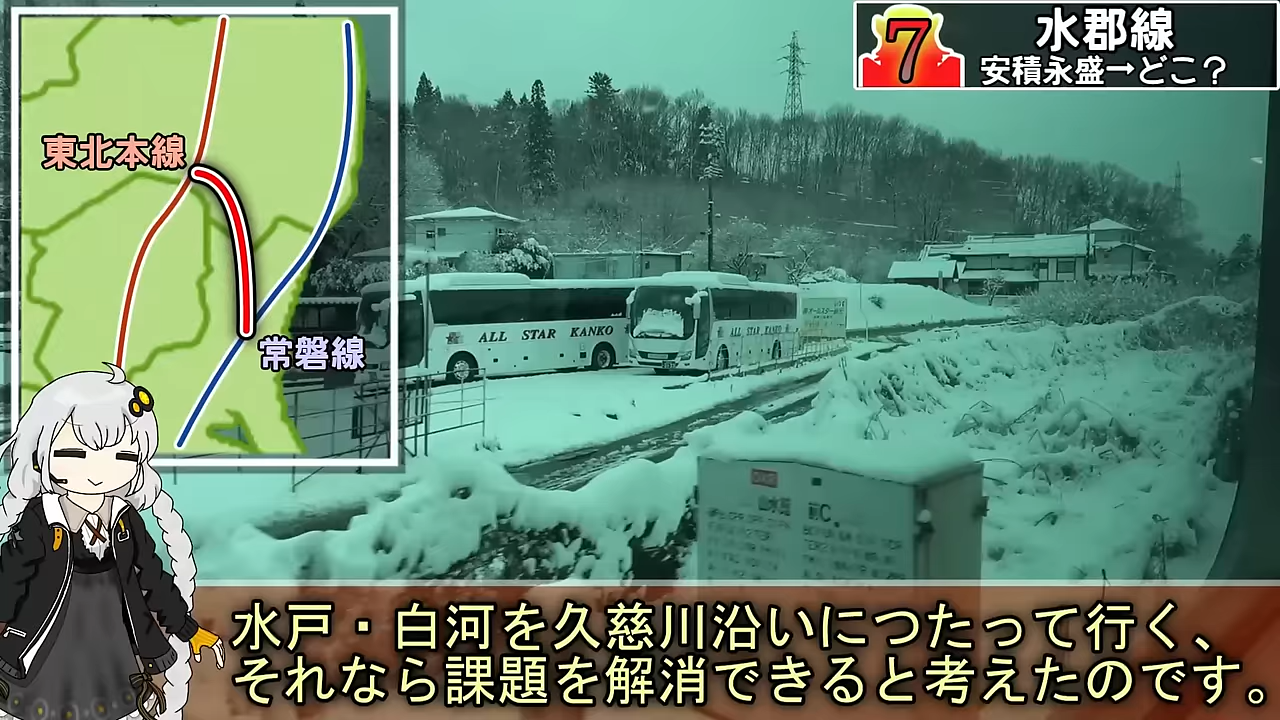 7
水郡線
安積永盛→どこ？
東北本線
常磐線
ALL STAR KANKO
ALL STAR KANKO
水戸・白河を久慈川沿いにつたって行く、
それなら課題を解消できると考えたのです。